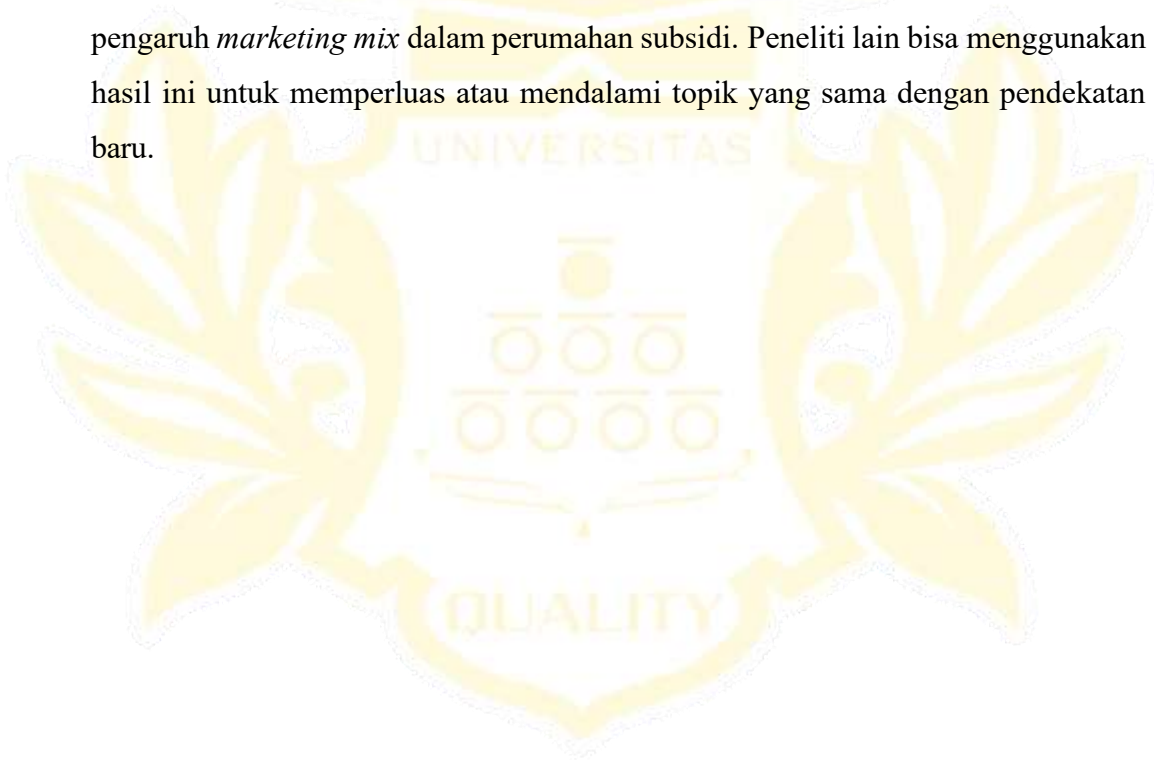 pengaruh marketing mix dalam perumahan subsidi. Peneliti lain bisa menggunakan
hasil ini untuk memperluas atau mendalami topik yang sama dengan pendekatan
baru.
UNIVERSITAS
QUALITY